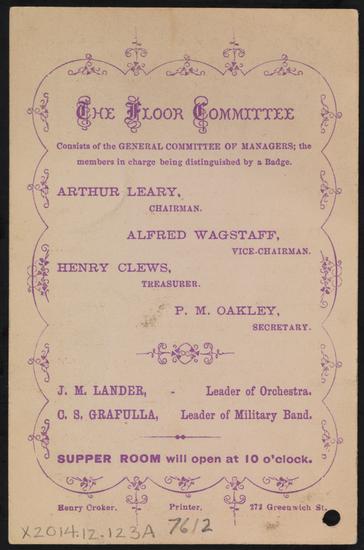 The Floor Committee
Consists of the GENERAL COMMITTEE OF MANAGERS; the
members in charge being distinguished by a Badge.
ARTHUR LEARY,
CHAIRMAN.
ALFRED WAGSTAFF,
VICE-CHAIRMAN.
HENRY CLEWS,
TREASURER.
P. M. OAKLEY,
SECRETARY.
J. M. LANDER, - Leader of Orchestra.
C. S. GRAFULLA, Leader of Military Band.
SUPPER ROOM will open at 10 o'clock.
Henry Croker. Printer, 272 Greenwich St.
X2014.12.123A 7612